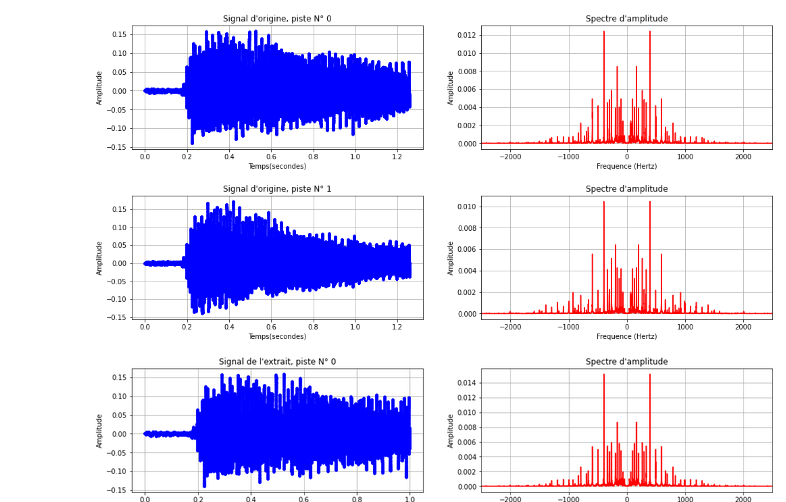 Signal d'origine, piste N° 0
Spectre d'amplitude
Amplitude
0.15
0.10
0.05
0.00
−0.05
−0.10
−0.15
0.0 0.2 0.4 0.6 0.8 1.0 1.2
Temps(secondes)
Amplitude
0.012
0.010
0.008
0.006
0.004
0.002
0.000
−2000 −1000 0 1000 2000
Frequence (Hertz)
Signal d'origine, piste N° 1
Spectre d'amplitude
Amplitude
0.15
0.10
0.05
0.00
−0.05
−0.10
−0.15
0.0 0.2 0.4 0.6 0.8 1.0 1.2
Temps(secondes)
Amplitude
0.010
0.008
0.006
0.004
0.002
0.000
−2000 −1000 0 1000 2000
Frequence (Hertz)
Signal de l'extrait, piste N° 0
Spectre d'amplitude
Amplitude
0.15
0.10
0.05
0.00
−0.05
−0.10
−0.15
0.0 0.2 0.4 0.6 0.8 1.0
Amplitude
0.014
0.012
0.010
0.008
0.006
0.004
0.002
0.000
−2000 −1000 0 1000 2000